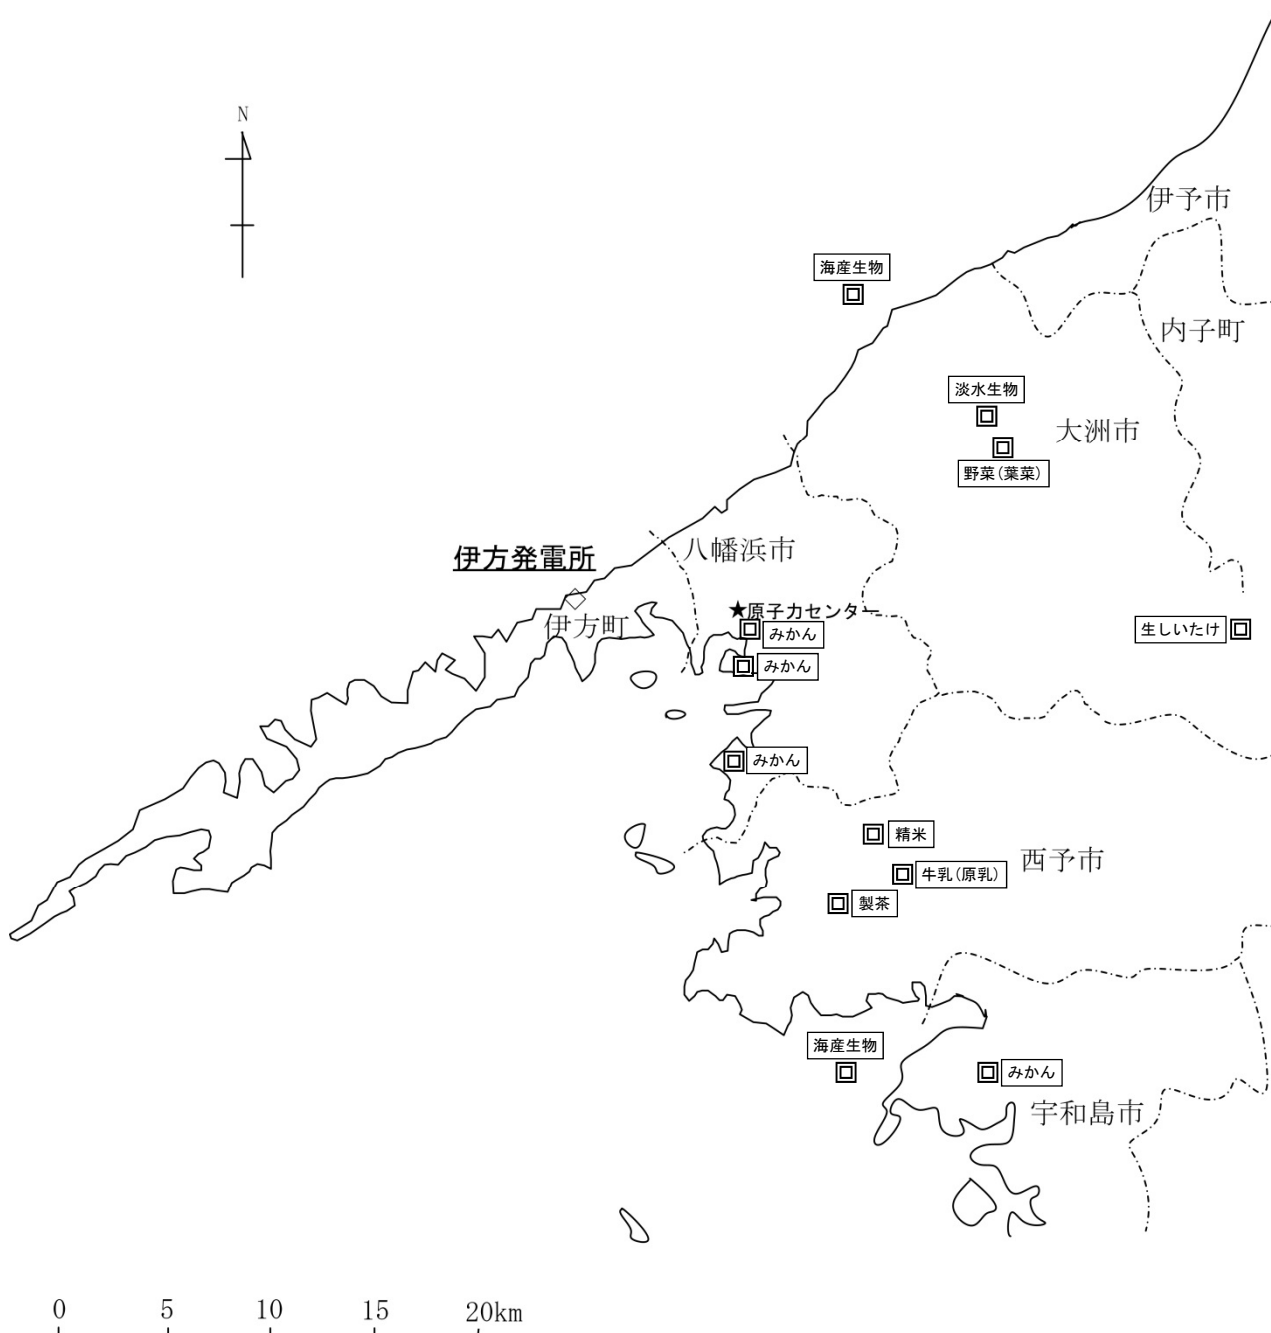 N
伊予市
海産生物
内子町
淡水生物
大洲市
野菜(葉菜)
八幡浜市
伊方発電所
伊方町
★原子力センター
みかん
生しいたけ
みかん
みかん
精米
西予市
牛乳(原乳)
製茶
海産生物
みかん
宇和島市
0 5 10 15 20km